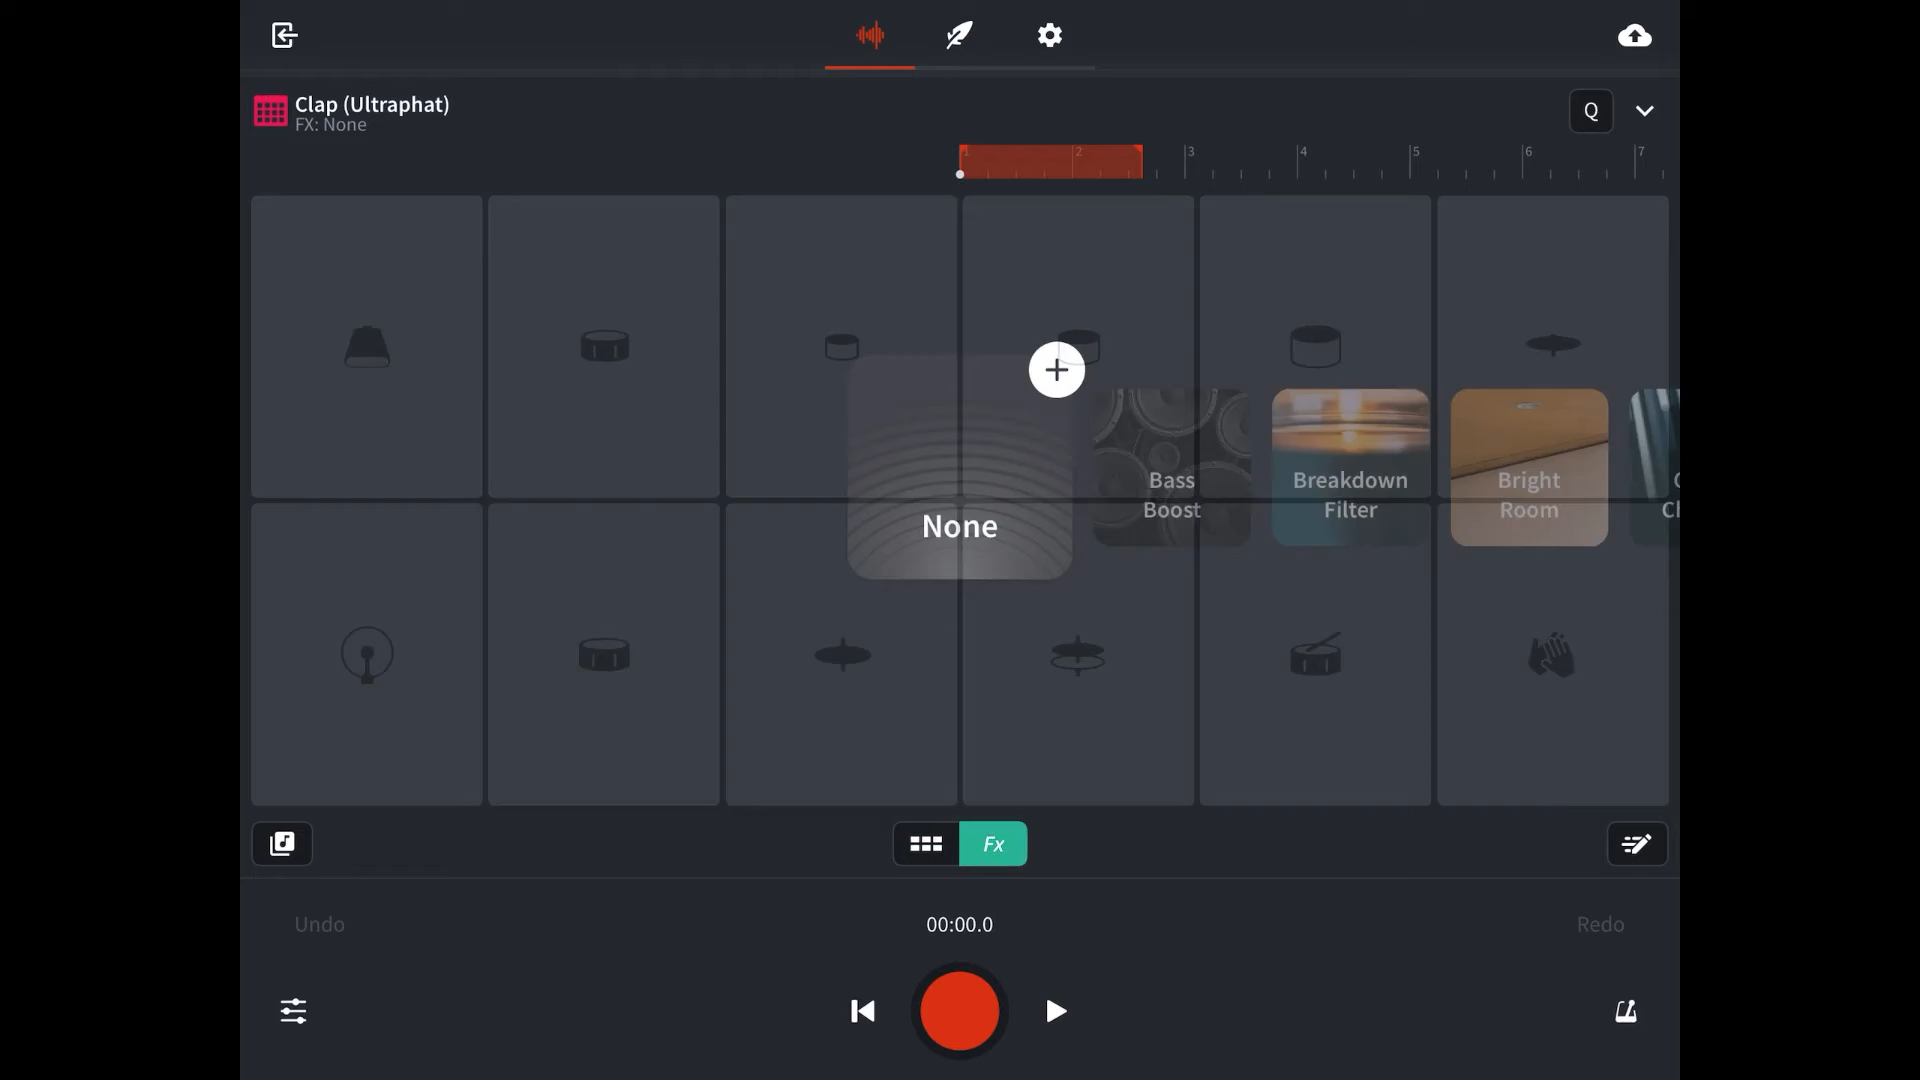 Clap (Ultraphat)
FX: None
Q
1 2 3 4 5 6 7
None
Bass
Boost
Breakdown
Filter
Bright
Room
Fx
Undo
00:00.0
Redo